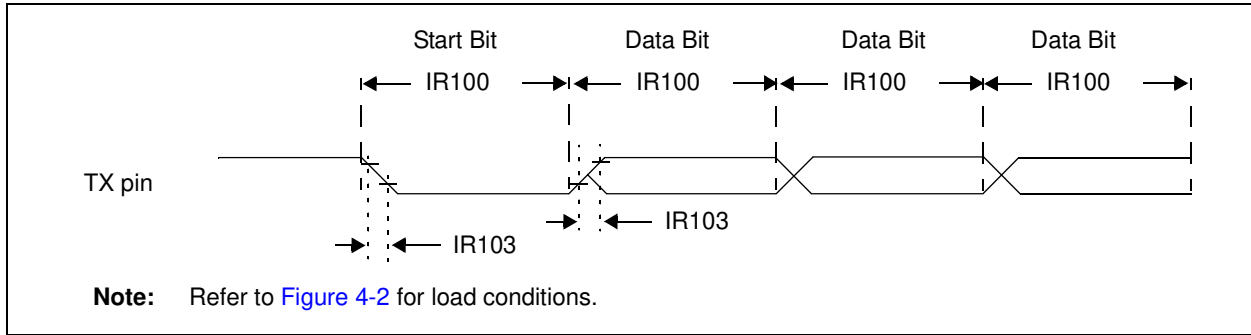 Start Bit Data Bit Data Bit Data Bit
IR100 IR100 IR100 IR100
TX pin
IR103 IR103
Note: Refer to Figure 4-2 for load conditions.